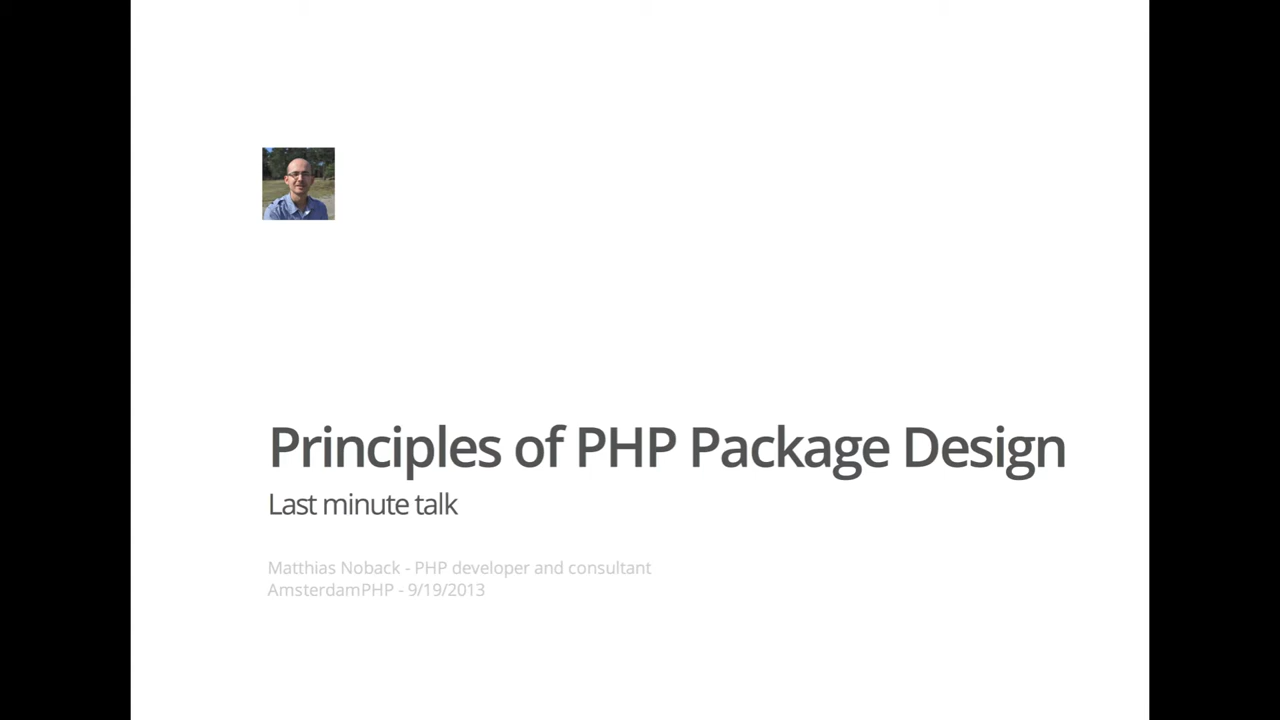 Principles of PHP Package Design
Last minute talk
Matthias Noback - PHP developer and consultant
AmsterdamPHP - 9/19/2013